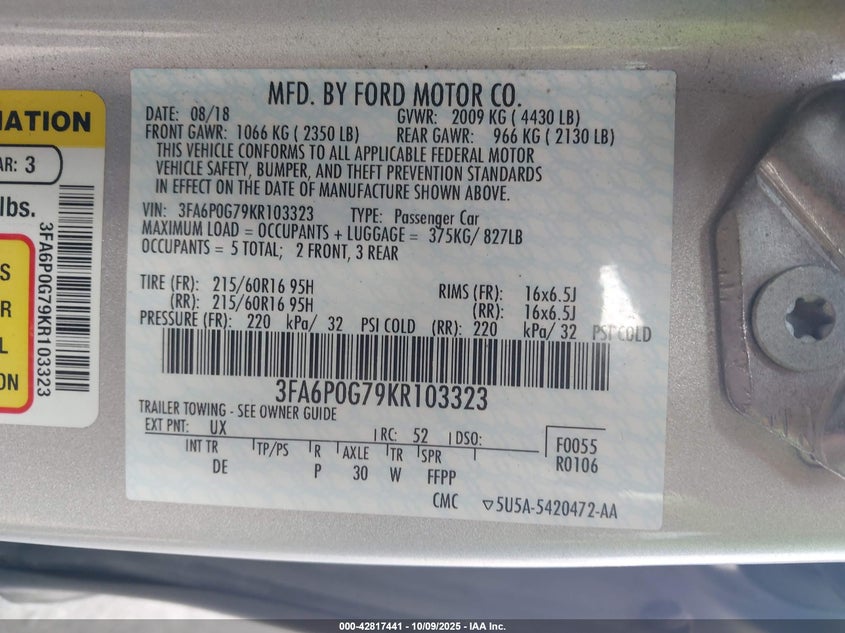 MATION
AR: 3
lbs.
3FA6P0G79KR103323
S
R
L
ON
MFD. BY FORD MOTOR CO.
DATE: 08/18 GVWR: 2009 KG ( 4430 LB)
FRONT GAWR: 1066 KG ( 2350 LB) REAR GAWR: 966 KG ( 2130 LB)
THIS VEHICLE CONFORMS TO ALL APPLICABLE FEDERAL MOTOR
VEHICLE SAFETY, BUMPER, AND THEFT PREVENTION STANDARDS
IN EFFECT ON THE DATE OF MANUFACTURE SHOWN ABOVE.
VIN: 3FA6P0G79KR103323 TYPE: Passenger Car
MAXIMUM LOAD = OCCUPANTS + LUGGAGE = 375KG/ 827LB
OCCUPANTS = 5 TOTAL; 2 FRONT, 3 REAR
TIRE (FR): 215/60R16 95H RIMS (FR): 16x6.5J
(RR): 215/60R16 95H (RR): 16x6.5J
PRESSURE (FR): 220 kPa/ 32 PSI COLD (RR): 220 kPa/ 32 PSI COLD
3FA6P0G79KR103323
TRAILER TOWING - SEE OWNER GUIDE
EXT PNT: UX RC: 52 DSO: F0055
INT TR TP/PS R AXLE TR SPR R0106
DE P 30 W FFPP
CMC ▽5U5A-5420472-AA
000-42817441 - 10/09/2025 - IAA Inc.